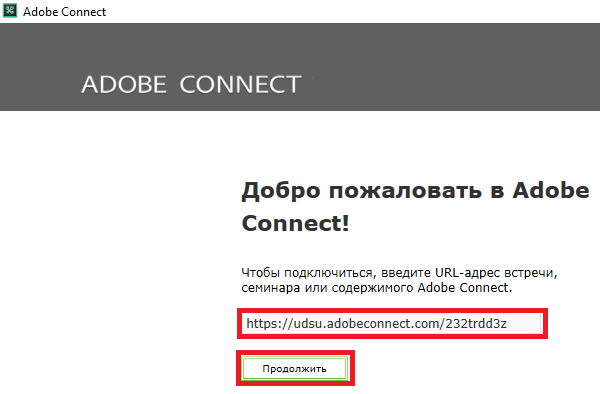 Adobe Connect
ADOBE CONNECT
Добро пожаловать в Adobe
Connect!
Чтобы подключиться, введите URL-адрес встречи,
семинара или содержимого Adobe Connect.
https://udsu.adobeconnect.com/232trdd3z
Продолжить